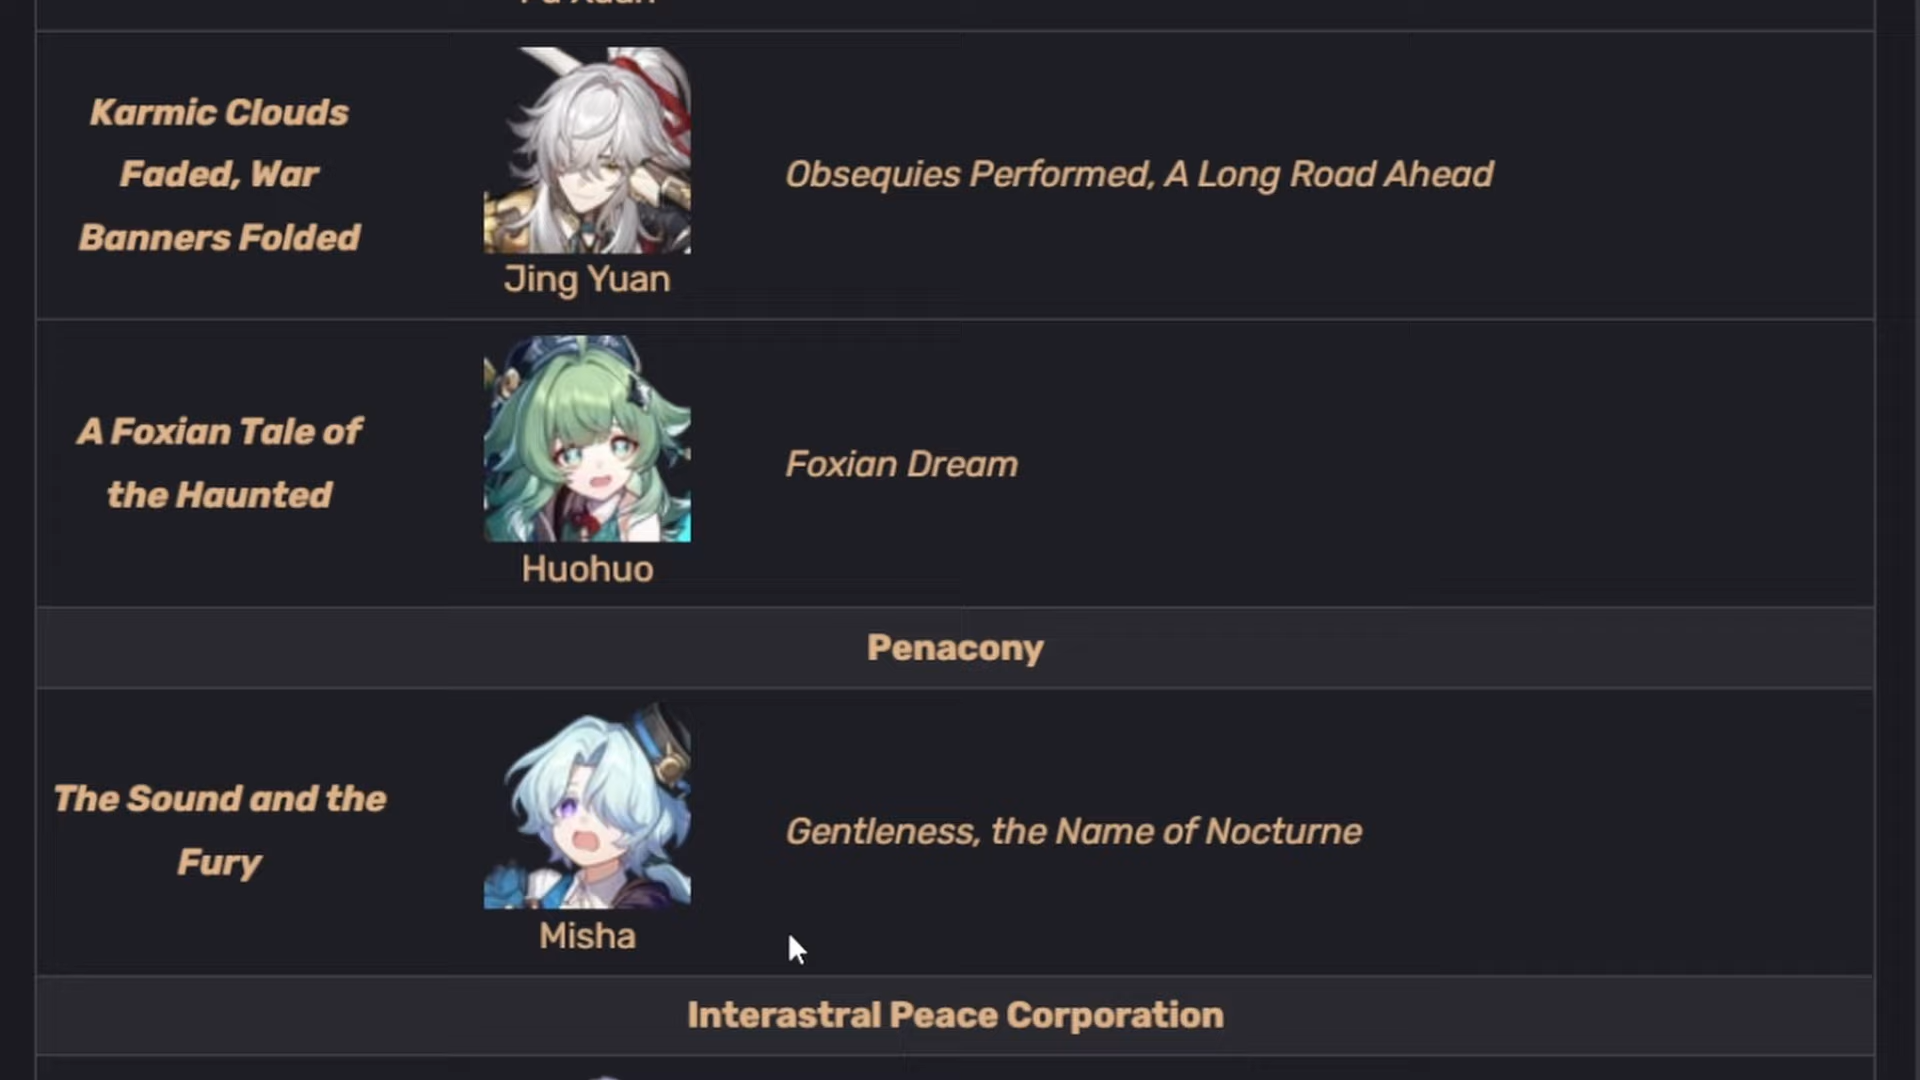 Karmic Clouds
Faded, War
Banners Folded
Jing Yuan
Obsequies Performed, A Long Road Ahead
A Foxian Tale of
the Haunted
Huohuo
Foxian Dream
Penacony
The Sound and the
Fury
Misha
Gentleness, the Name of Nocturne
Interastral Peace Corporation